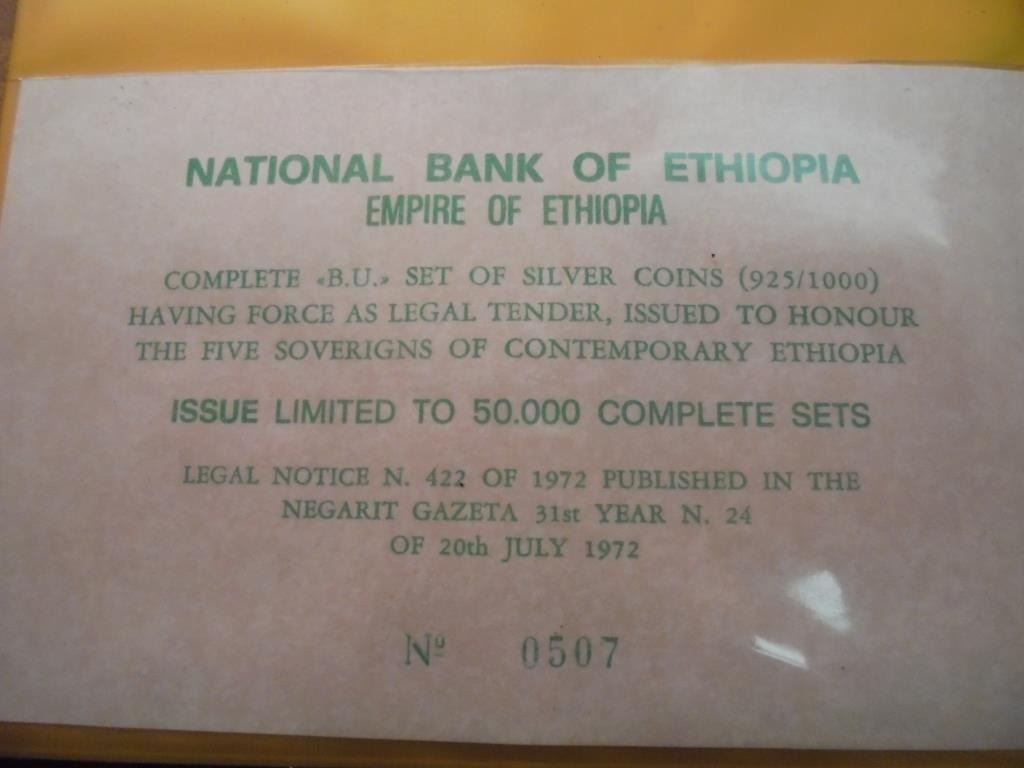 NATIONAL BANK OF ETHIOPIA
EMPIRE OF ETHIOPIA
COMPLETE «B.U.» SET OF SILVER COINS (925/1000)
HAVING FORCE AS LEGAL TENDER, ISSUED TO HONOUR
THE FIVE SOVERIGNS OF CONTEMPORARY ETHIOPIA
ISSUE LIMITED TO 50.000 COMPLETE SETS
LEGAL NOTICE N. 422 OF 1972 PUBLISHED IN THE
NEGARIT GAZETA 31st YEAR N. 24
OF 20th JULY 1972
Nº 0507